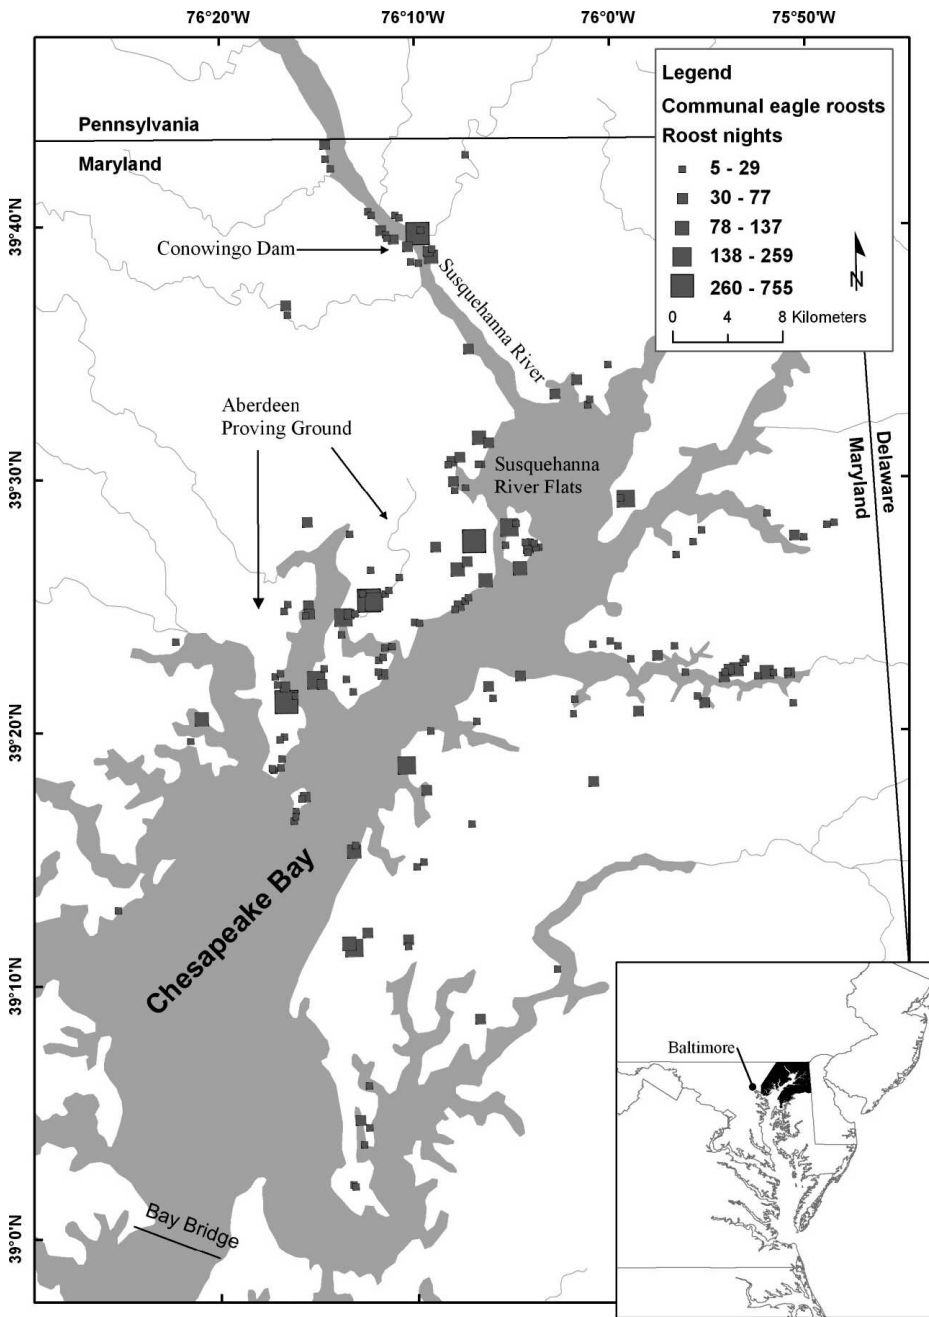 76°20'W
76°10'W
76°0'W
75°50'W
Legend
Communal eagle roosts
Roost nights
5 - 29
30 - 77
78 - 137
138 - 259
260 - 755
N
0
4
8 Kilometers
Pennsylvania
Maryland
39°40'N
Conowingo Dam
Susquehanna River
Aberdeen
Proving Ground
Susquehanna
River Flats
Delaware
Maryland
39°30'N
39°20'N
Chesapeake Bay
39°10'N
Baltimore
Bay Bridge
39°0'N